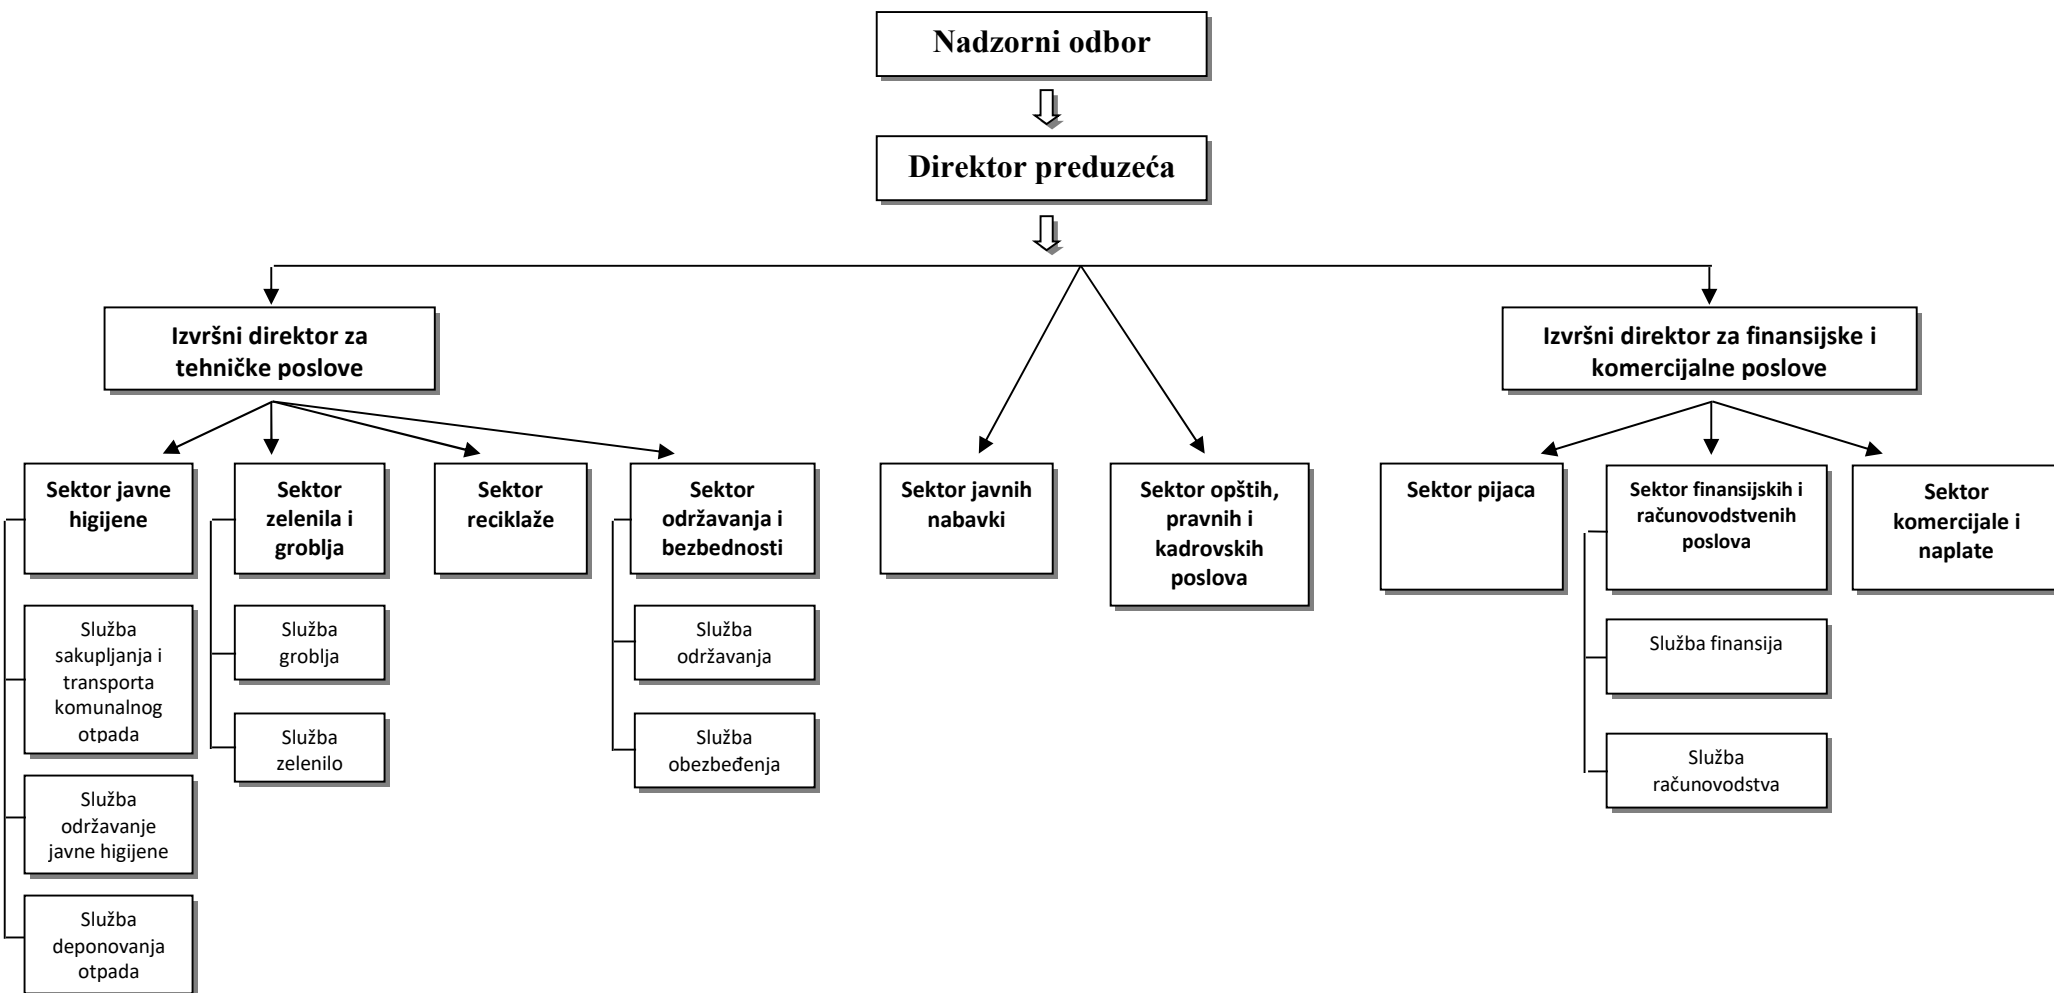 Nadzorni odbor
Direktor preduzeća
Izvršni direktor za
tehničke poslove
Izvršni direktor za finansijske i
komercijalne poslove
Sektor javne
higijene
Sektor
zelenila i
groblja
Sektor
reciklaže
Sektor
održavanja i
bezbednosti
Sektor javnih
nabavki
Sektor opštih,
pravnih i
kadrovskih
poslova
Sektor pijaca
Sektor finansijskih i
računovodstvenih
poslova
Sektor
komercijale i
naplate
Služba
sakupljanja i
transporta
komunalnog
otpada
Služba
groblja
Služba
održavanja
Služba finansija
Služba
zelenilo
Služba
obezbeđenja
Služba
računovodstva
Služba
održavanje
javne higijene
Služba
deponovanja
otpada